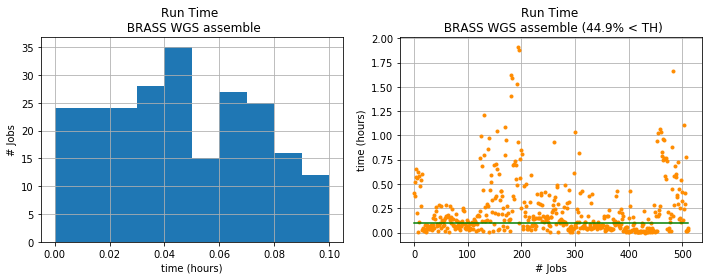 Run Time
BRASS WGS assemble
35
30
25
20
15
10
5
0
# Jobs
0.00 0.02 0.04 0.06 0.08 0.10
time (hours)
Run Time
BRASS WGS assemble (44.9% < TH)
2.00
1.75
1.50
1.25
1.00
0.75
0.50
0.25
0.00
time (hours)
0 100 200 300 400 500
# Jobs